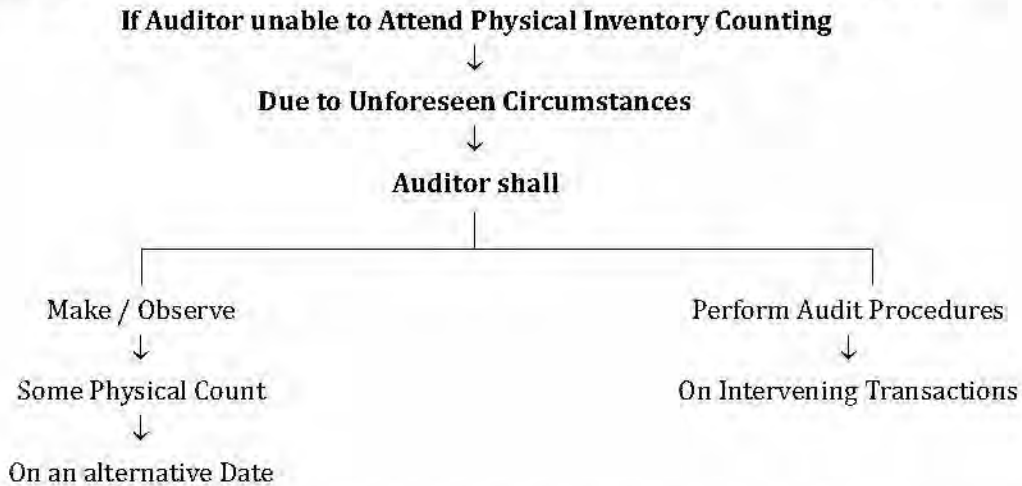 If Auditor unable to Attend Physical Inventory Counting
Due to Unforeseen Circumstances
Auditor shall
Make / Observe
Some Physical Count
On an alternative Date
Perform Audit Procedures
On Intervening Transactions